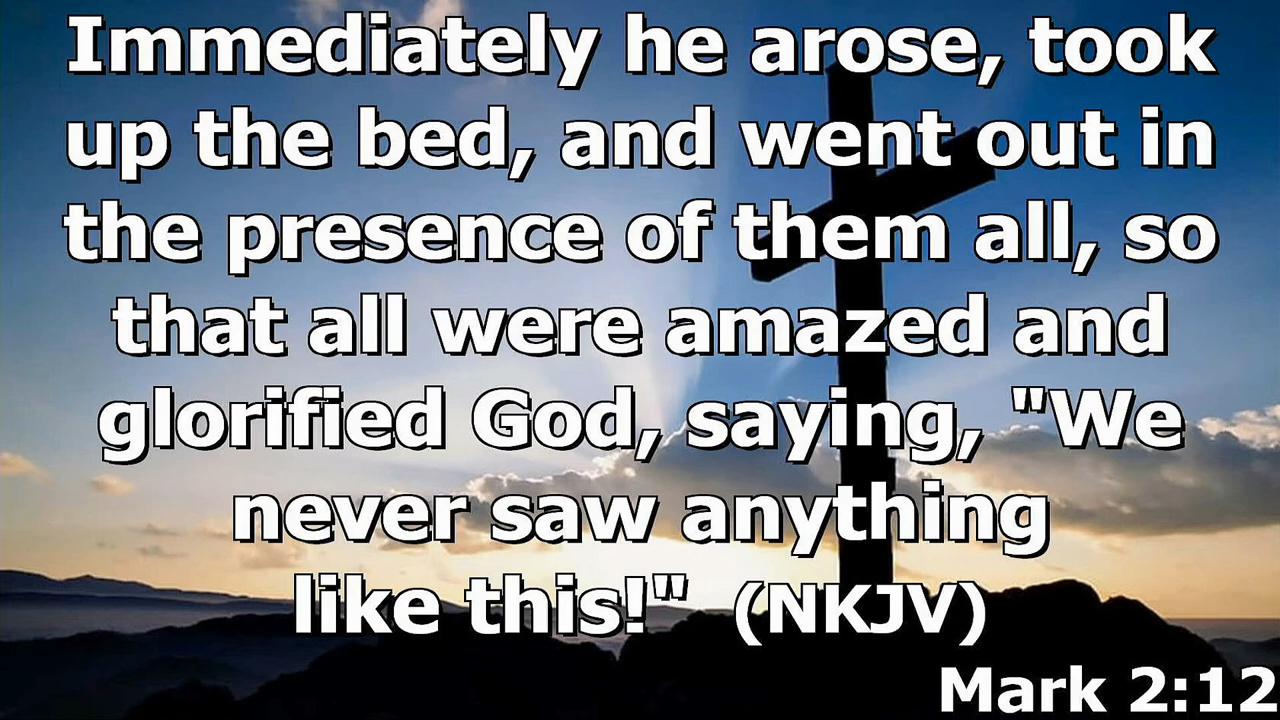 Immediately he arose, took
up the bed, and went out in
the presence of them all, so
that all were amazed and
glorified God, saying, "We
never saw anything
like this!" (NKJV)
Mark 2:12